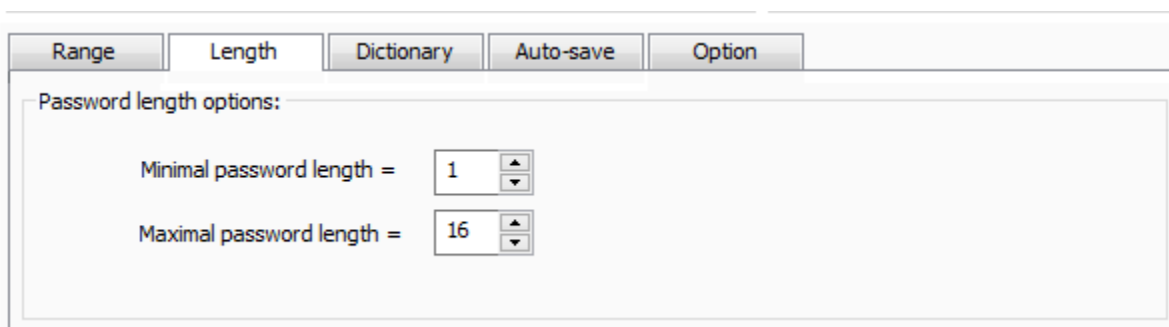 Range Length Dictionary Auto-save Option
Password length options:
Minimal password length = 1
Maximal password length = 16